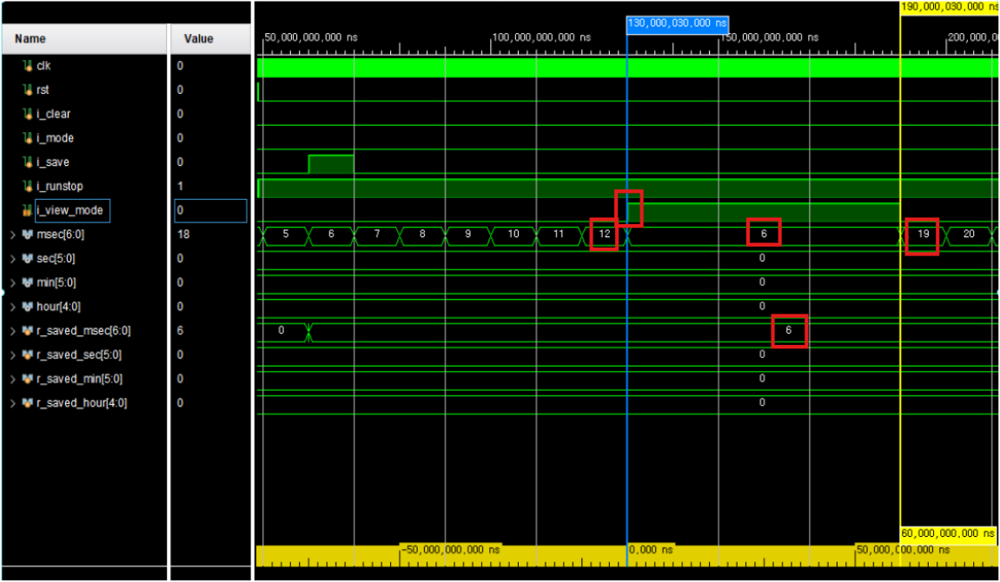 190,000,030,000 ns
130,000,030,000 ns
Name Value
50,000,000,000 ns 100,000,000,000 ns 150,000,000,000 ns 200,000,0
clk 0
rst 0
i_clear 0
i_mode 0
i_save 0
i_runstop 1
i_view_mode 0
msec[6:0] 18 5 6 7 8 9 10 11 12 6 19 20
sec[5:0] 0 0
min[5:0] 0 0
hour[4:0] 0 0
r_saved_msec[6:0] 6 0 6
r_saved_sec[5:0] 0 0
r_saved_min[5:0] 0 0
r_saved_hour[4:0] 0 0
60,000,000,000 ns
-50,000,000,000 ns 0,000 ns 50,000,000,000 ns